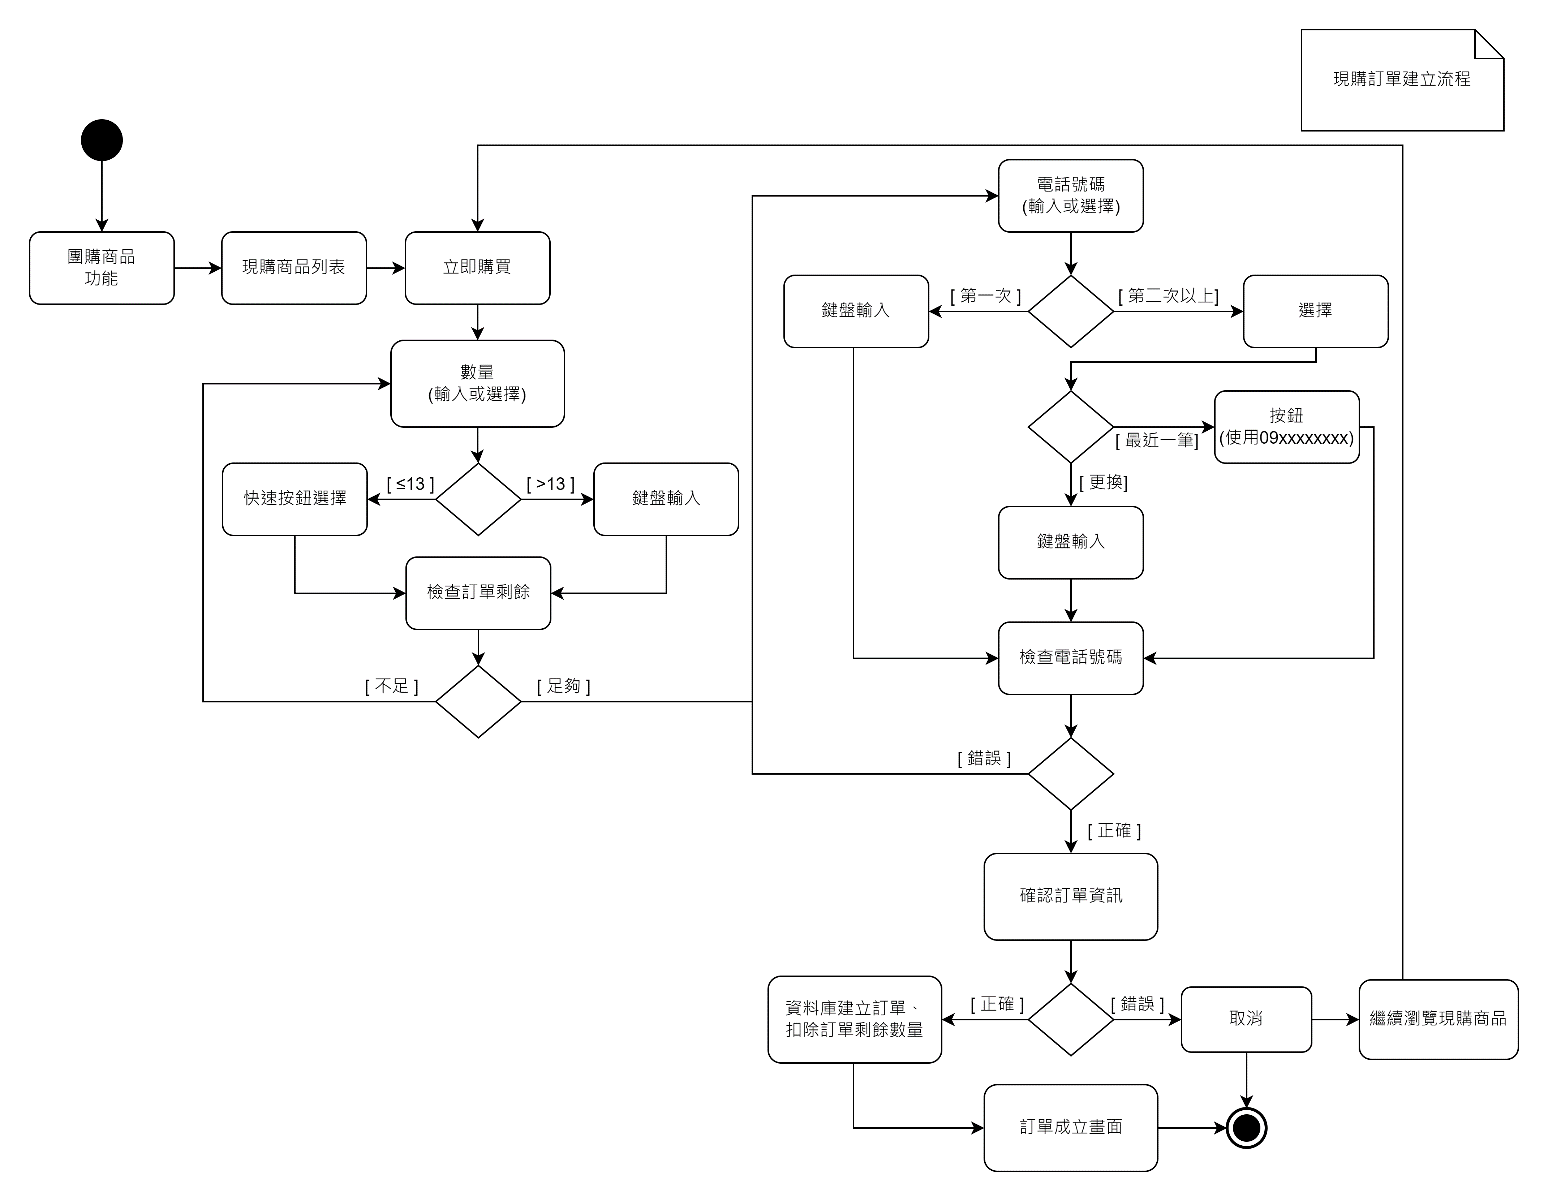 現購訂單建立流程
團購商品
功能
現購商品列表
立即購買
數量
(輸入或選擇)
[ ≤13 ]
[ >13 ]
快速按鈕選擇
鍵盤輸入
檢查訂單剩餘
[ 不足 ]
[ 足夠 ]
電話號碼
(輸入或選擇)
[ 第一次 ]
[ 第二次以上]
鍵盤輸入
選擇
[ 最近一筆]
按鈕
(使用09xxxxxxxx)
[ 更換]
鍵盤輸入
檢查電話號碼
[ 錯誤 ]
[ 正確 ]
確認訂單資訊
[ 正確 ]
[ 錯誤 ]
資料庫建立訂單、
扣除訂單剩餘數量
取消
繼續瀏覽現購商品
訂單成立畫面